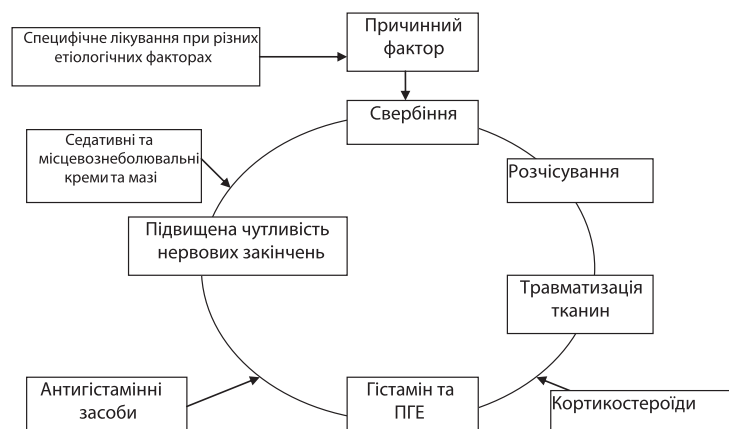 Специфічне лікування при різних
етіологічних факторах
Причинний
фактор
Свербіння
Седативні та
місцевознеболювальні
креми та мазі
Розчісування
Підвищена чутливість
нервових закінчень
Травматизація
тканин
Антигістамінні
засоби
Гістамін та
ПГЕ
Кортикостероїди